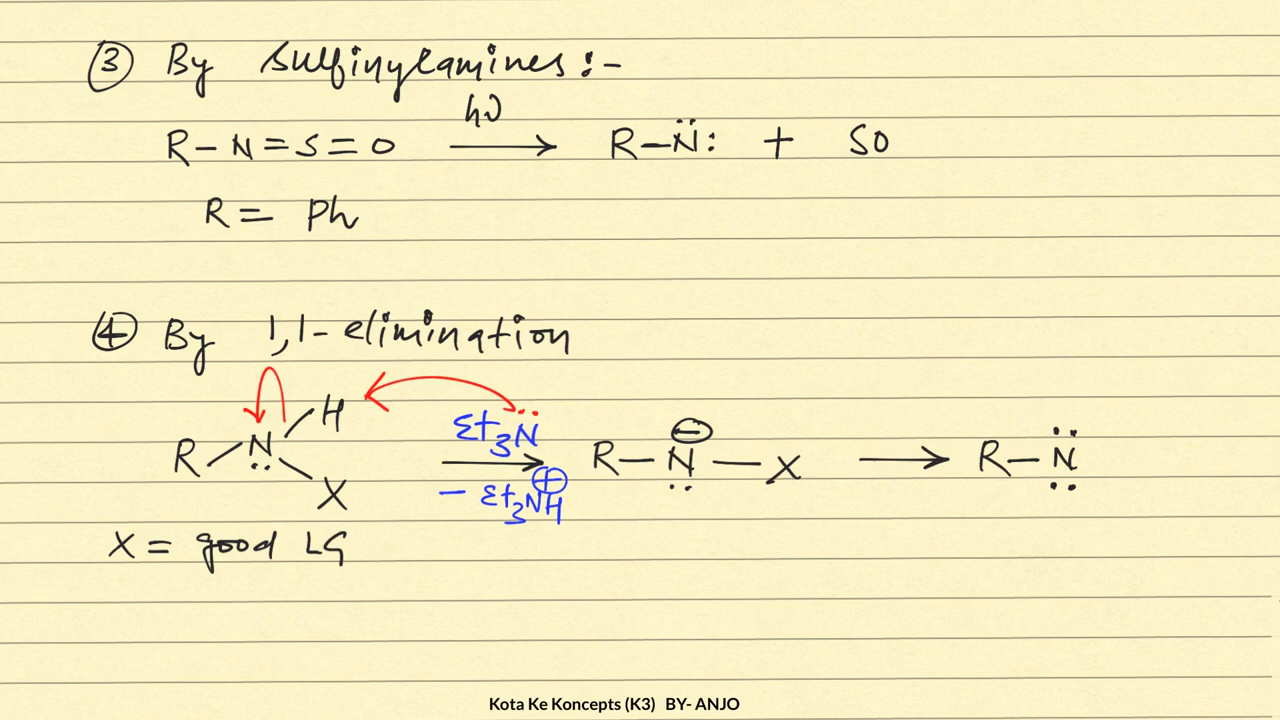 ③ By Sulfinylamines :-
hν
R-N=S=O ⟶ R-N̈: + SO
R = Ph
④ By 1,1-elimination
H
Et₃N̈
R N̈ ⟶ R-N̈-X ⟶ R-N̈
⊖
X
- Et₃NH ⊕
X = good LG
Kota Ke Koncepts (K3) BY- ANJO